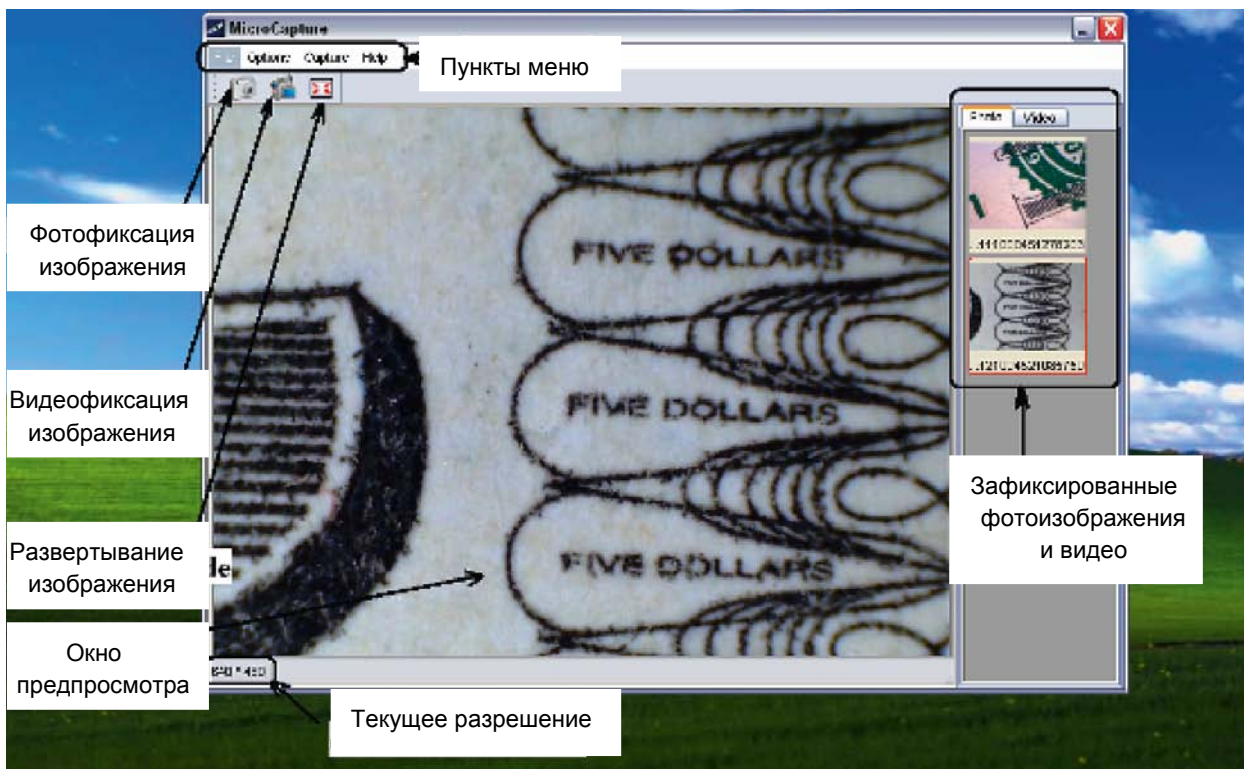 MicroCapture
Options Capture Help
Пункты меню
Photo Video
Фотофиксация
изображения
FIVE DOLLARS
Видеофиксация
изображения
FIVE DOLLARS
Зафиксированные
фотоизображения
и видео
Развертывание
изображения
de
FIVE DOLLARS
Окно
предпросмотра
640 * 480
Текущее разрешение